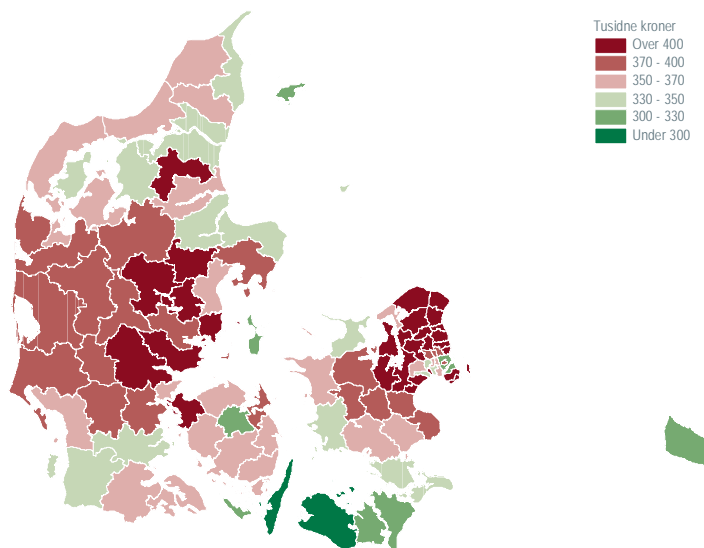 Tusidne kroner
Over 400
370 - 400
350 - 370
330 - 350
300 - 330
Under 300